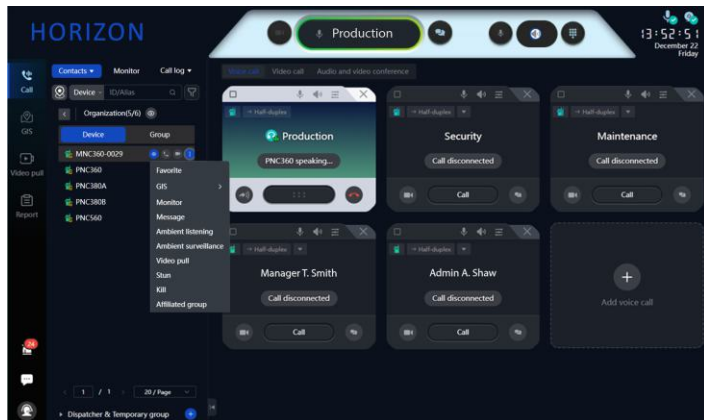 HORIZON
Production
13:52:51
December 22
Friday
Call
GIS
Video pull
Report
24
Contacts
Monitor
Call log
Device
ID/Alias
Organization(5/6)
Device
Group
MNC360-0029
PNC360
PNC380A
PNC380B
PNC560
Favorite
GIS
Monitor
Message
Ambient listening
Ambient surveillance
Video pull
Stun
Kill
Affiliated group
1 / 1
20 / Page
Dispatcher & Temporary group
Voice call
Video call
Audio and video conference
Half-duplex
Production
PNC360 speaking...
Half-duplex
Security
Call disconnected
Call
Half-duplex
Maintenance
Call disconnected
Call
Half-duplex
Manager T. Smith
Call disconnected
Call
Half-duplex
Admin A. Shaw
Call disconnected
Call
Add voice call